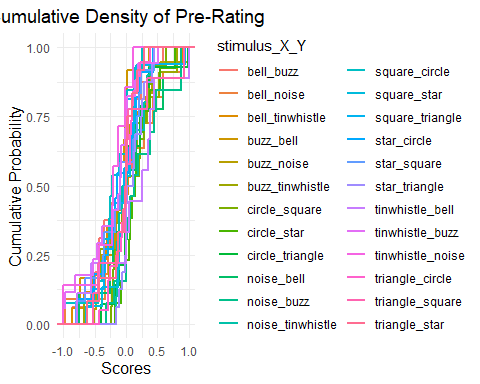 umulative Density of Pre-Rating
stimulus_X_Y
bell_buzz
bell_noise
bell_tinwhistle
buzz_bell
buzz_noise
buzz_tinwhistle
circle_square
circle_star
circle_triangle
noise_bell
noise_buzz
noise_tinwhistle
square_circle
square_star
square_triangle
star_circle
star_square
star_triangle
tinwhistle_bell
tinwhistle_buzz
tinwhistle_noise
triangle_circle
triangle_square
triangle_star
Cumulative Probability
1.00
0.75
0.50
0.25
0.00
-1.0 -0.5 0.0 0.5 1.0
Scores